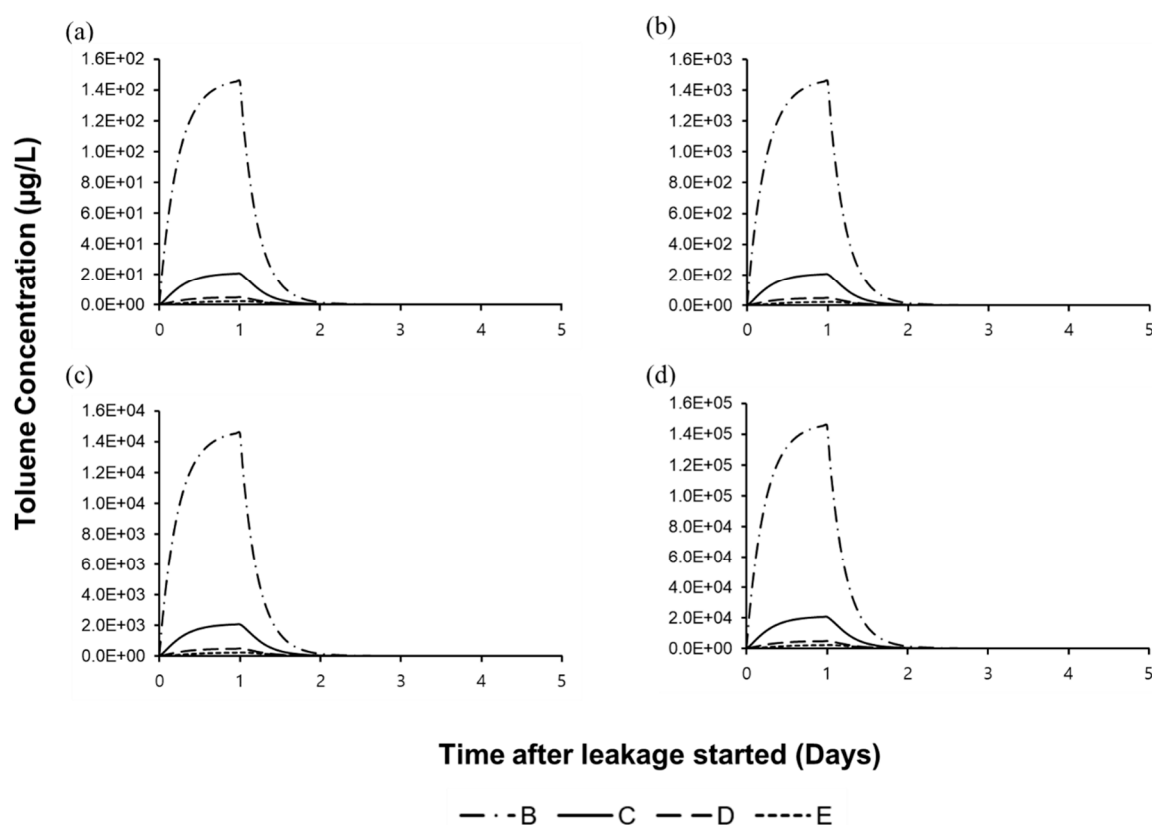 (a)
1.6E+02
1.4E+02
1.2E+02
1.0E+02
8.0E+01
6.0E+01
4.0E+01
2.0E+01
0.0E+00
0 1 2 3 4 5
(b)
1.6E+03
1.4E+03
1.2E+03
1.0E+03
8.0E+02
6.0E+02
4.0E+02
2.0E+02
0.0E+00
0 1 2 3 4 5
Toluene Concentration (µg/L)
(c)
1.6E+04
1.4E+04
1.2E+04
1.0E+04
8.0E+03
6.0E+03
4.0E+03
2.0E+03
0.0E+00
0 1 2 3 4 5
(d)
1.6E+05
1.4E+05
1.2E+05
1.0E+05
8.0E+04
6.0E+04
4.0E+04
2.0E+04
0.0E+00
0 1 2 3 4 5
Time after leakage started (Days)
B C D E